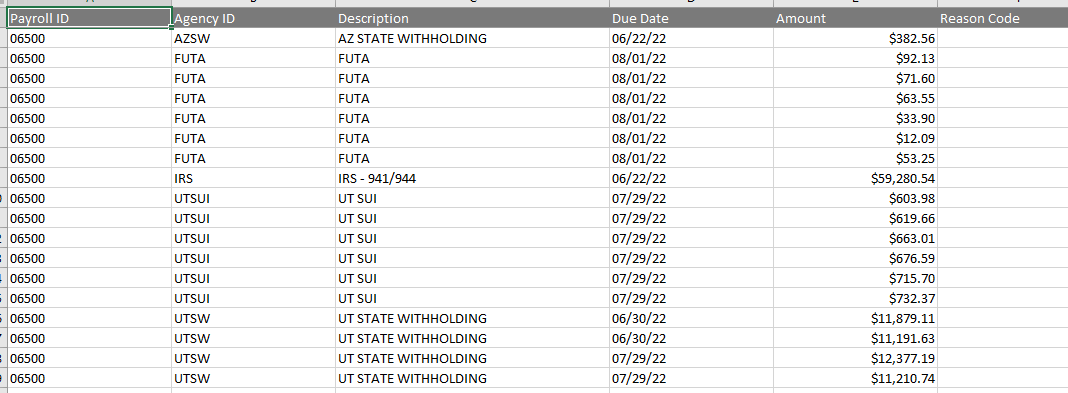 Payroll ID Agency ID Description Due Date Amount Reason Code
06500 AZSW AZ STATE WITHHOLDING 06/22/22 $382.56
06500 FUTA FUTA 08/01/22 $92.13
06500 FUTA FUTA 08/01/22 $71.60
06500 FUTA FUTA 08/01/22 $63.55
06500 FUTA FUTA 08/01/22 $33.90
06500 FUTA FUTA 08/01/22 $12.09
06500 FUTA FUTA 08/01/22 $53.25
06500 IRS IRS - 941/944 06/22/22 $59,280.54
06500 UTSUI UT SUI 07/29/22 $603.98
06500 UTSUI UT SUI 07/29/22 $619.66
06500 UTSUI UT SUI 07/29/22 $663.01
06500 UTSUI UT SUI 07/29/22 $676.59
06500 UTSUI UT SUI 07/29/22 $715.70
06500 UTSUI UT SUI 07/29/22 $732.37
06500 UTSW UT STATE WITHHOLDING 06/30/22 $11,879.11
06500 UTSW UT STATE WITHHOLDING 06/30/22 $11,191.63
06500 UTSW UT STATE WITHHOLDING 07/29/22 $12,377.19
06500 UTSW UT STATE WITHHOLDING 07/29/22 $11,210.74